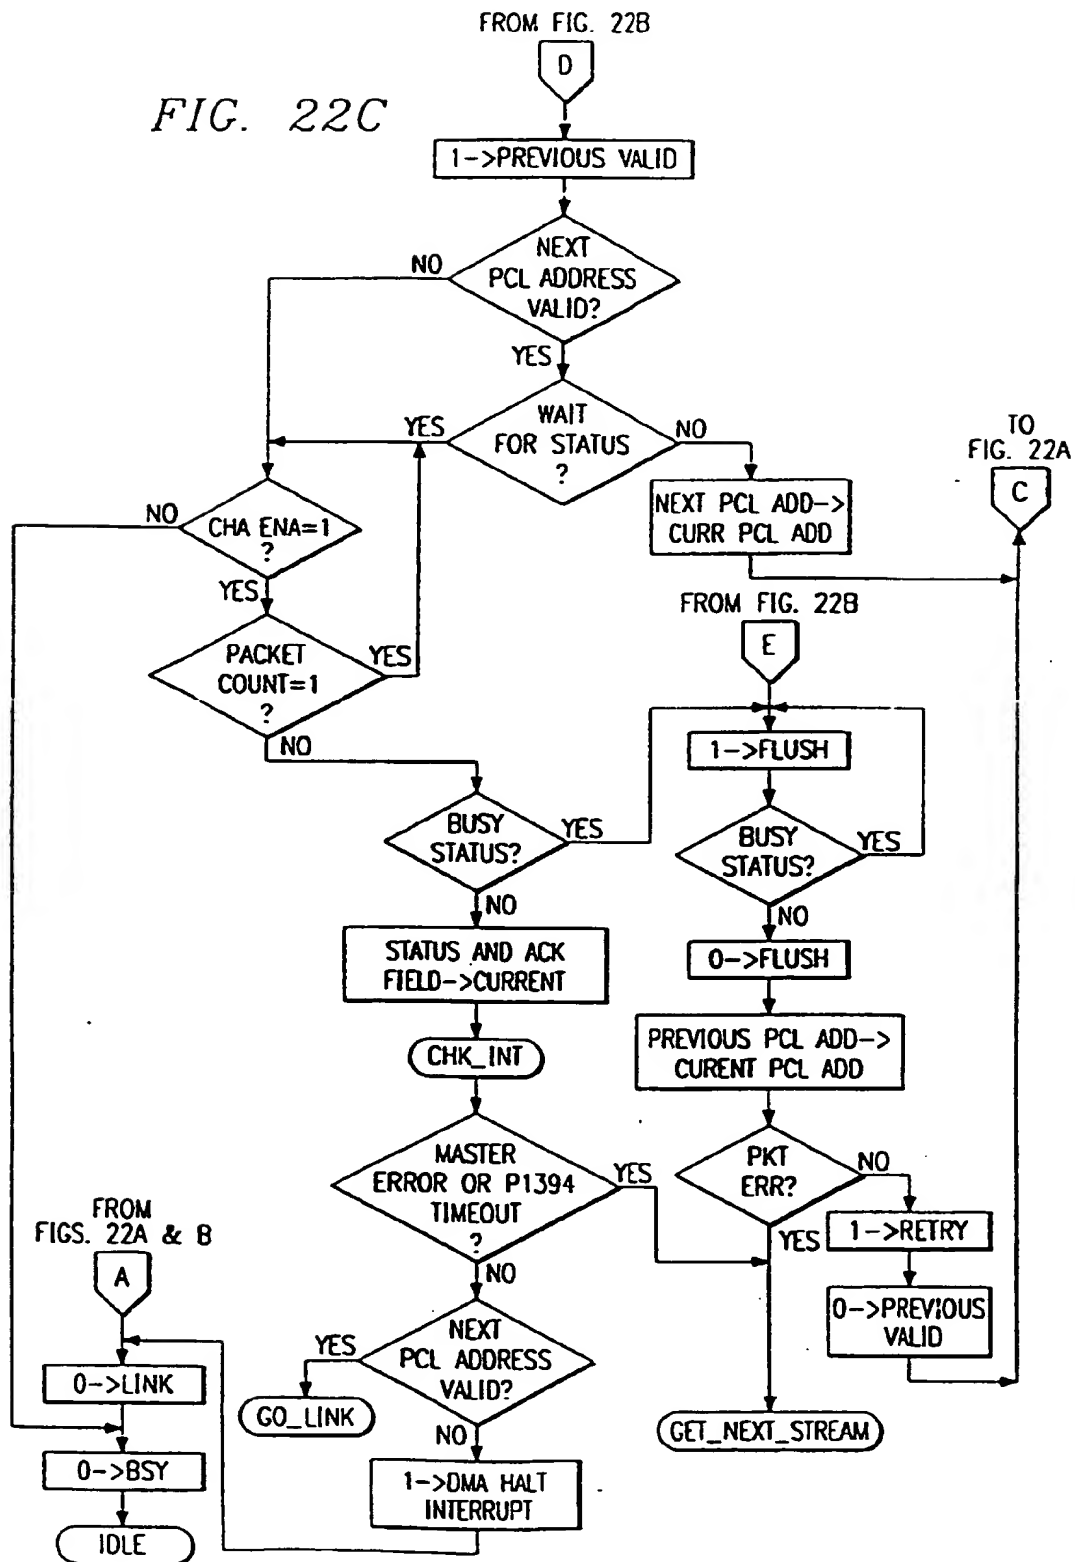 FROM FIG. 22B
D
FIG. 22C
1->PREVIOUS VALID
NEXT
PCL ADDRESS
VALID?
NO
YES
WAIT
FOR STATUS
?
YES
NO
TO
FIG. 22A
C
NEXT PCL ADD->
CURR PCL ADD
NO
CHA ENA=1
?
YES
FROM FIG. 22B
E
PACKET
COUNT=1
?
YES
NO
1->FLUSH
BUSY
STATUS?
YES
NO
BUSY
STATUS?
YES
NO
STATUS AND ACK
FIELD->CURRENT
0->FLUSH
CHK_INT
PREVIOUS PCL ADD->
CURENT PCL ADD
MASTER
ERROR OR P1394
TIMEOUT
?
YES
NO
PKT
ERR?
NO
YES
1->RETRY
0->PREVIOUS
VALID
FROM
FIGS. 22A & B
A
NEXT
PCL ADDRESS
VALID?
YES
NO
0->LINK
GO_LINK
GET_NEXT_STREAM
0->BSY
1->DMA HALT
INTERRUPT
IDLE